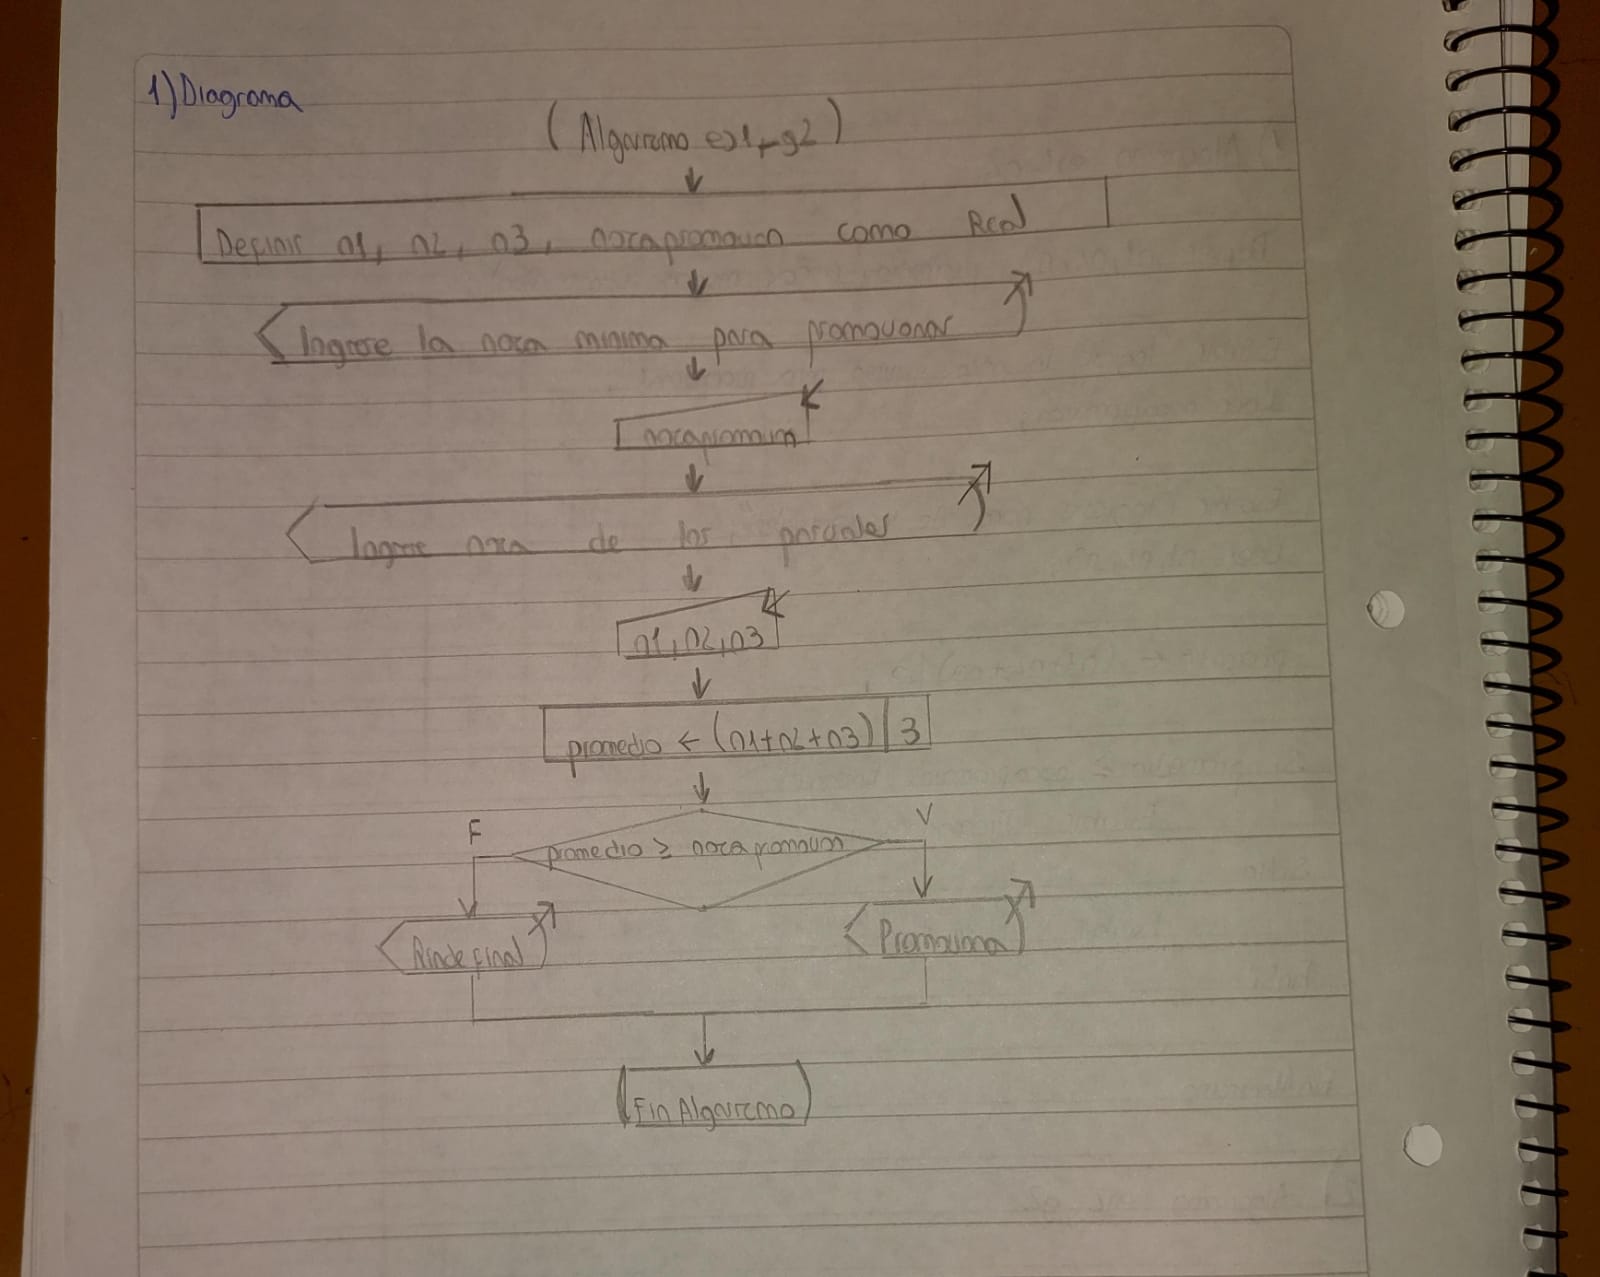 1) Diagrama
(Algoritmo ej1_g2)
Definir n1, n2, n3, notapromocion como Real
Ingrese la nota minima para promocionar
notapromocion
Ingrese nota de los parciales
n1, n2, n3
promedio ← (n1+n2+n3) / 3
F V
promedio ≥ notapromocion
Rinde final Promociona
Fin Algoritmo